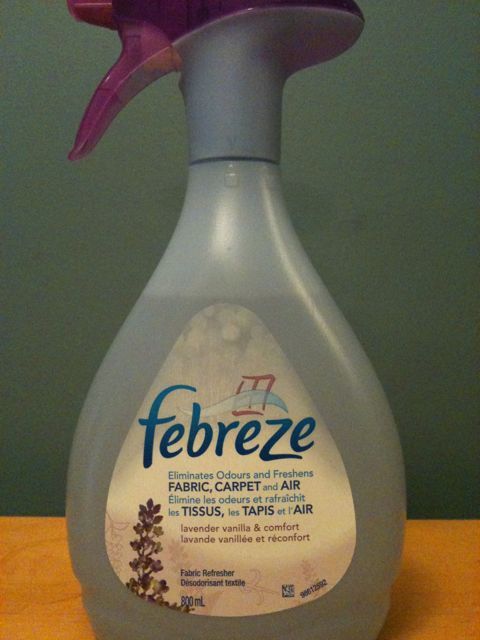 febreze
Eliminates Odours and Freshens
FABRIC, CARPET and AIR
Élimine les odeurs et rafraîchit
les TISSUS, les TAPIS et l'AIR
lavender vanilla & comfort
lavande vanillée et réconfort
Fabric Refresher
Désodorisant textile
800 mL